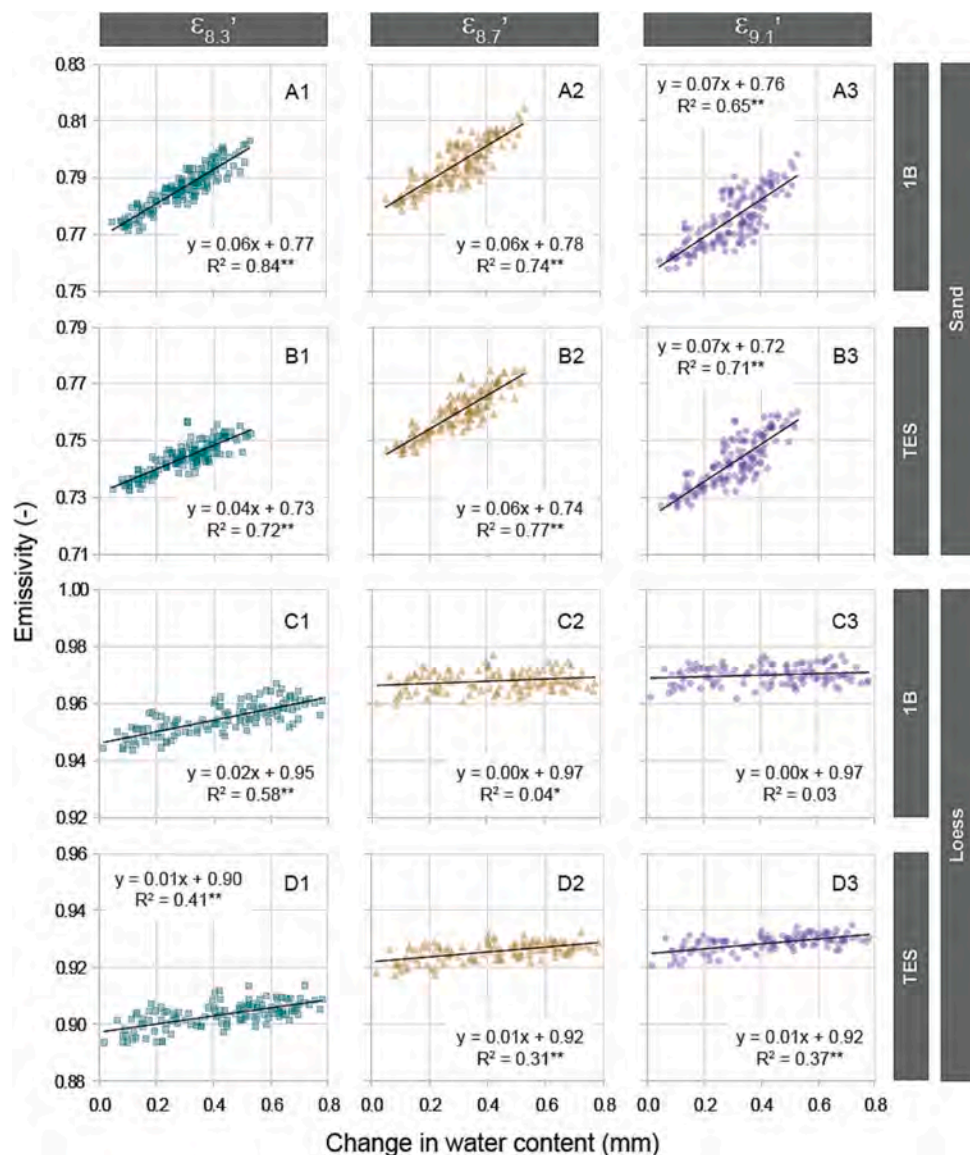 ε8.3’ ε8.7’ ε9.1’
0.83
0.81
0.79
0.77
0.75
A1
y = 0.06x + 0.77
R² = 0.84**
A2
y = 0.06x + 0.78
R² = 0.74**
y = 0.07x + 0.76
R² = 0.65**
A3
1B
Sand
0.79
0.77
0.75
0.73
0.71
B1
y = 0.04x + 0.73
R² = 0.72**
B2
y = 0.06x + 0.74
R² = 0.77**
y = 0.07x + 0.72
R² = 0.71**
B3
TES
Emissivity (-)
1.00
0.98
0.96
0.94
0.92
C1
y = 0.02x + 0.95
R² = 0.58**
C2
y = 0.00x + 0.97
R² = 0.04*
C3
y = 0.00x + 0.97
R² = 0.03
1B
Loess
0.96
0.94
0.92
0.90
0.88
y = 0.01x + 0.90
R² = 0.41**
D1
D2
y = 0.01x + 0.92
R² = 0.31**
D3
y = 0.01x + 0.92
R² = 0.37**
TES
0.0 0.2 0.4 0.6 0.8 0.0 0.2 0.4 0.6 0.8 0.0 0.2 0.4 0.6 0.8
Change in water content (mm)